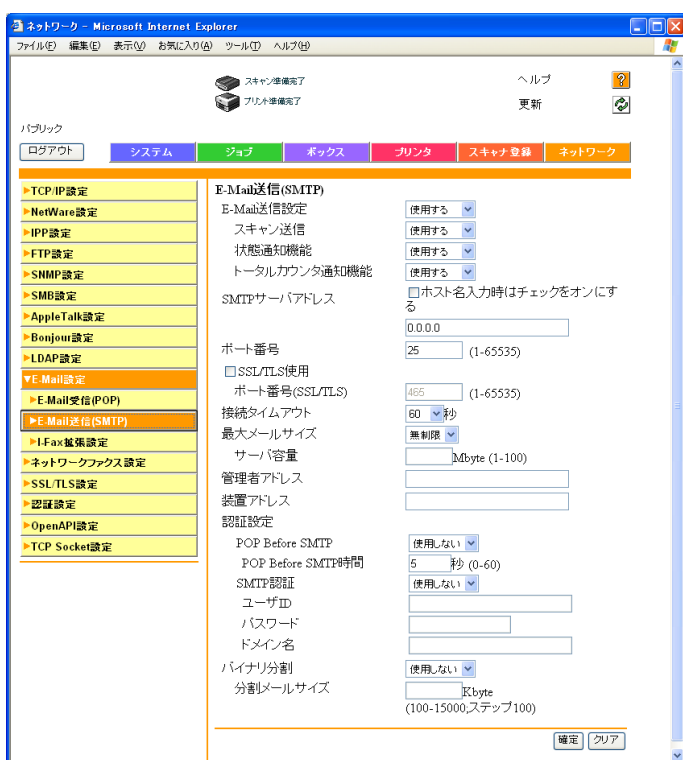 ネットワーク - Microsoft Internet Explorer
ファイル(F) 編集(E) 表示(V) お気に入り(A) ツール(T) ヘルプ(H)
スキャン準備完了
ヘルプ
?
プリント準備完了
更新
パブリック
ログアウト
システム
ジョブ
ボックス
プリンタ
スキャナ登録
ネットワーク
TCP/IP設定
NetWare設定
IPP設定
FTP設定
SNMP設定
SMB設定
AppleTalk設定
Bonjour設定
LDAP設定
E-Mail設定
E-Mail受信(POP)
E-Mail送信(SMTP)
I-Fax拡張設定
ネットワークファクス設定
SSL/TLS設定
認証設定
OpenAPI設定
TCP Socket設定
E-Mail送信(SMTP)
E-Mail送信設定 使用する
スキャン送信 使用する
状態通知機能 使用する
トータルカウンタ通知機能 使用する
SMTPサーバアドレス ホスト名入力時はチェックをオンにす
る
0.0.0.0
ポート番号 25 (1-65535)
SSL/TLS使用
ポート番号(SSL/TLS) 465 (1-65535)
接続タイムアウト 60 秒
最大メールサイズ 無制限
サーバ容量 Mbyte (1-100)
管理者アドレス
装置アドレス
認証設定
POP Before SMTP 使用しない
POP Before SMTP時間 5 秒 (0-60)
SMTP認証 使用しない
ユーザID
パスワード
ドメイン名
バイナリ分割 使用しない
分割メールサイズ Kbyte
(100-15000;ステップ100)
確定 クリア